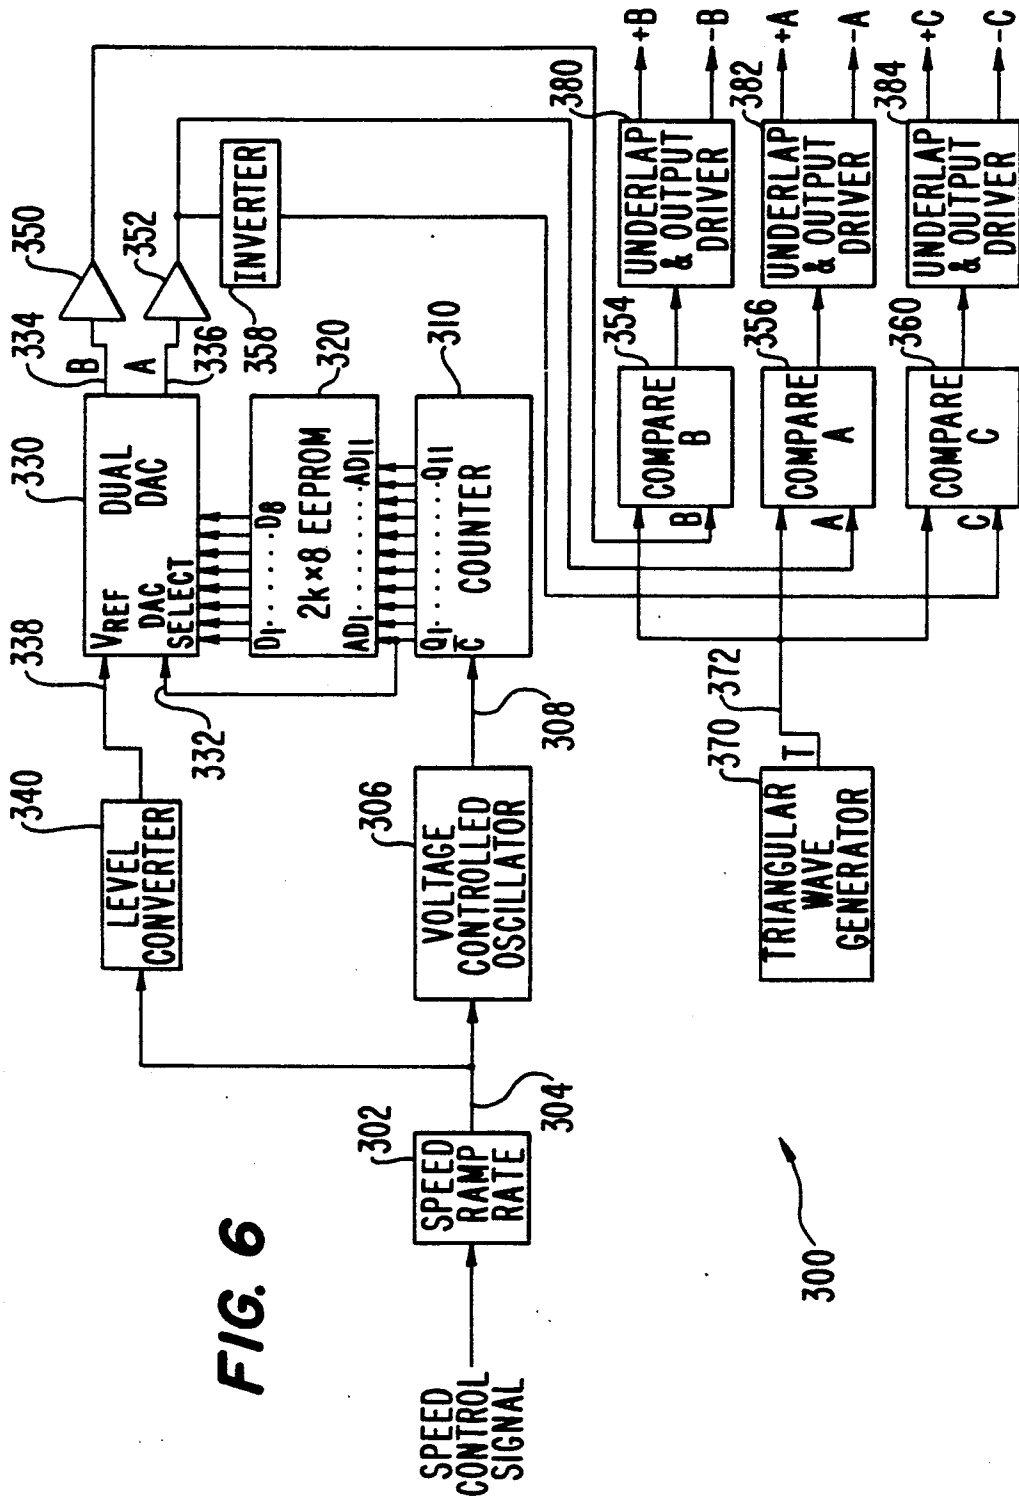 FIG. 6
SPEED
CONTROL
SIGNAL
302
SPEED
RAMP
RATE
304
340
LEVEL
CONVERTER
306
VOLTAGE
CONTROLLED
OSCILLATOR
308
338
332
330
VREF
DUAL
DAC
DAC
SELECT
334
B
A
336
350
352
320
D1 ...... D8
2k×8 EEPROM
AD1 ...... AD11
310
Q1 ...... Q11
C̅
COUNTER
358
INVERTER
300
370
TRIANGULAR
WAVE
GENERATOR
T
372
354
COMPARE
B
B
356
COMPARE
A
A
360
COMPARE
C
C
380
UNDERLAP
& OUTPUT
DRIVER
+B
-B
382
UNDERLAP
& OUTPUT
DRIVER
+A
-A
384
UNDERLAP
& OUTPUT
DRIVER
+C
-C